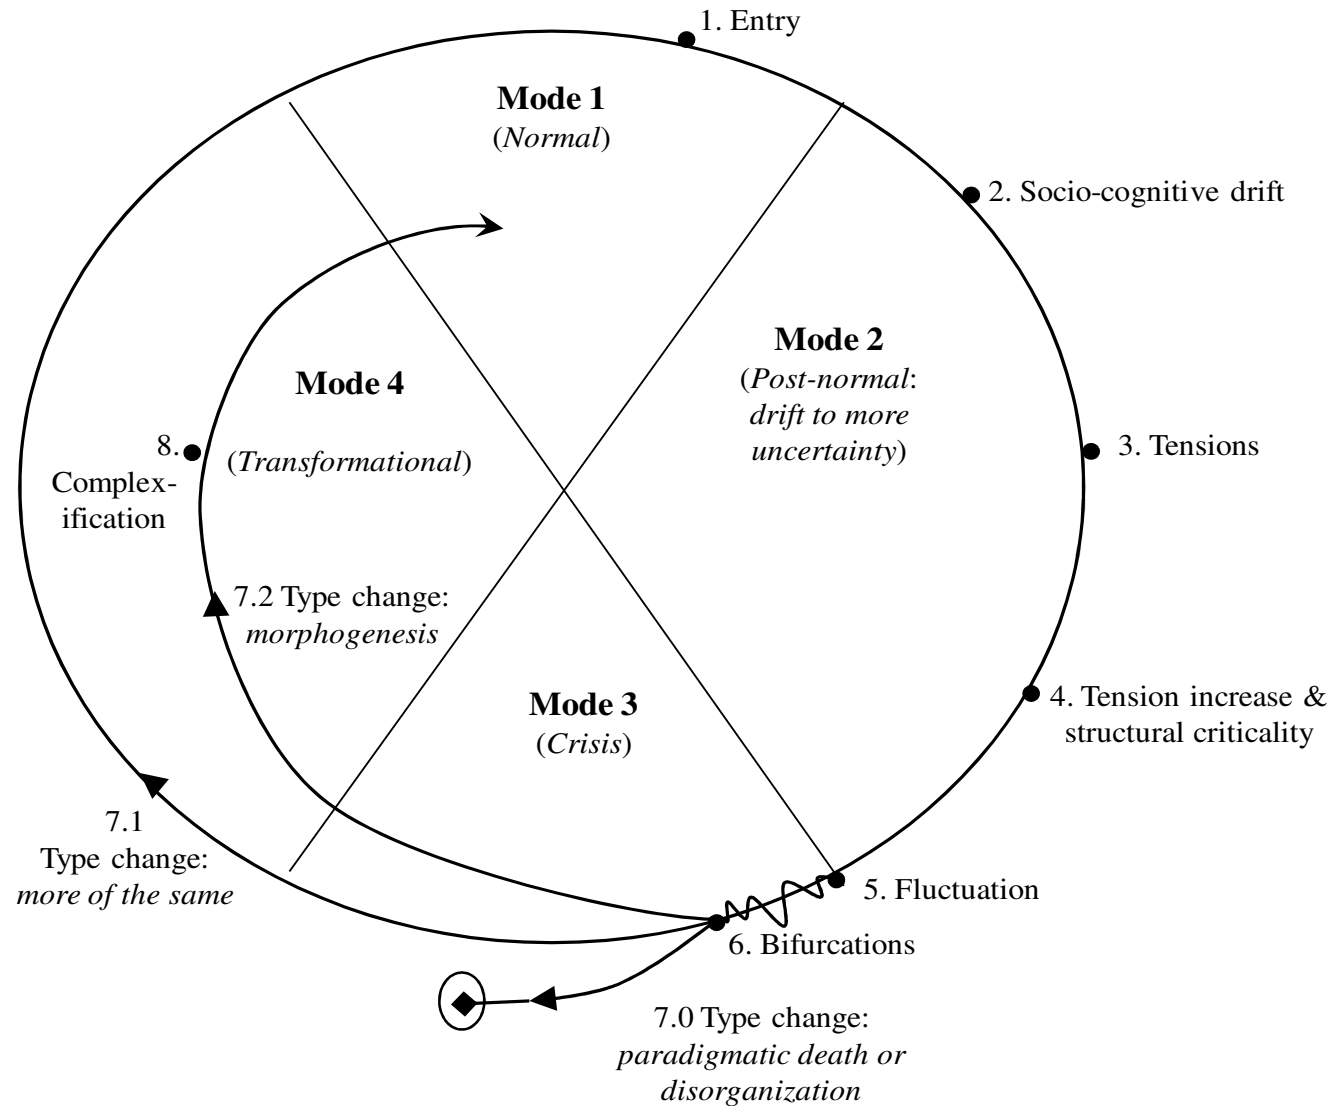 1. Entry
Mode 1
(Normal)
2. Socio-cognitive drift
Mode 2
(Post-normal:
drift to more
uncertainty)
Mode 4
(Transformational)
8.
Complex-
ification
3. Tensions
7.2 Type change:
morphogenesis
Mode 3
(Crisis)
4. Tension increase &
structural criticality
7.1
Type change:
more of the same
5. Fluctuation
6. Bifurcations
7.0 Type change:
paradigmatic death or
disorganization